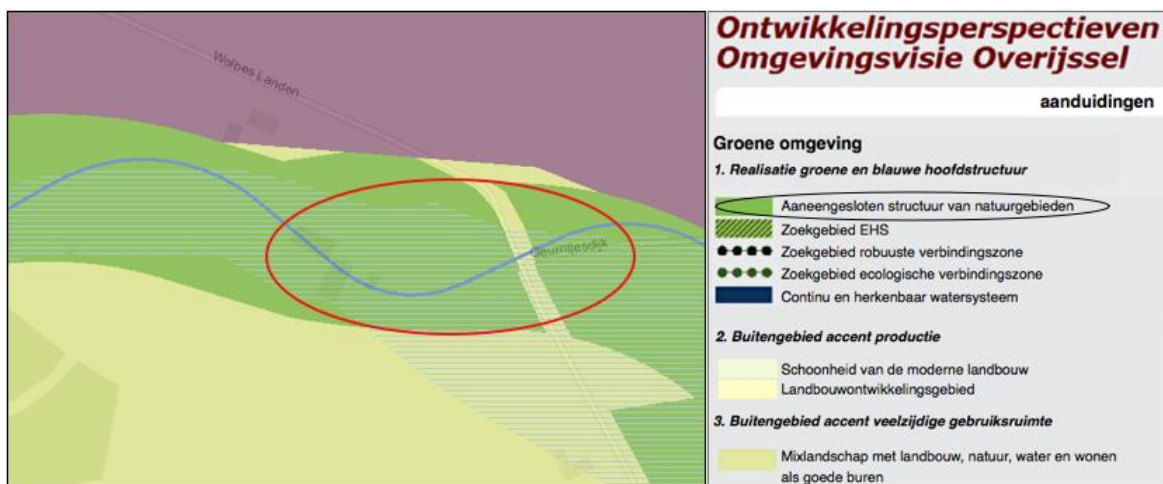 Wolbes Landen
Geurntjesdijk
Ontwikkelingsperspectieven
Omgevingsvisie Overijssel
aanduidingen
Groene omgeving
1. Realisatie groene en blauwe hoofdstructuur
Aaneengesloten structuur van natuurgebieden
Zoekgebied EHS
Zoekgebied robuuste verbindingszone
Zoekgebied ecologische verbindingszone
Continu en herkenbaar watersysteem
2. Buitengebied accent productie
Schoonheid van de moderne landbouw
Landbouwontwikkelingsgebied
3. Buitengebied accent veelzijdige gebruiksruimte
Mixlandschap met landbouw, natuur, water en wonen
als goede buren